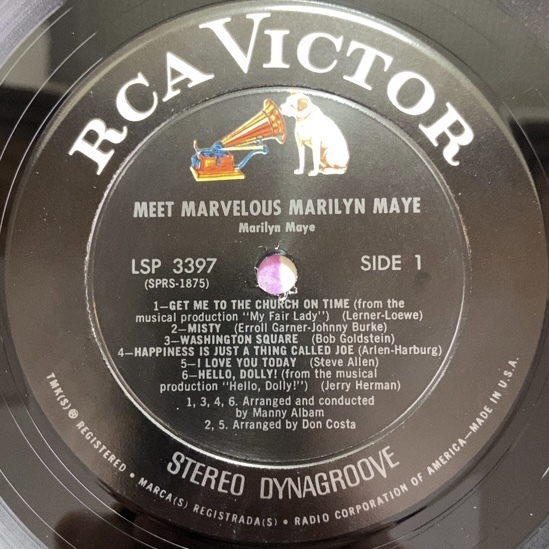 RCA VICTOR
MEET MARVELOUS MARILYN MAYE
Marilyn Maye
LSP 3397
(SPRS-1875)
SIDE 1
1—GET ME TO THE CHURCH ON TIME (from the
musical production "My Fair Lady") (Lerner-Loewe)
2—MISTY (Erroll Garner-Johnny Burke)
3—WASHINGTON SQUARE (Bob Goldstein)
4—HAPPINESS IS JUST A THING CALLED JOE (Arlen-Harburg)
5—I LOVE YOU TODAY (Steve Allen)
6—HELLO, DOLLY! (from the musical
production "Hello, Dolly!") (Jerry Herman)
1, 3, 4, 6. Arranged and conducted
by Manny Albam
2, 5. Arranged by Don Costa
STEREO DYNAGROOVE
TMK(S) ® REGISTERED • MARCA(S) REGISTRADA(S) • RADIO CORPORATION OF AMERICA—MADE IN U.S.A.